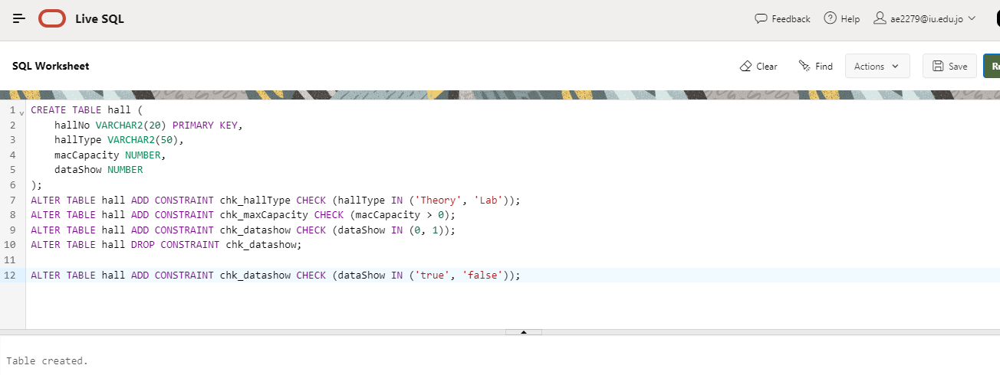 Live SQL
Feedback
Help
ae2279@iu.edu.jo
SQL Worksheet
Clear
Find
Actions
Save
1 CREATE TABLE hall (
2 hallNo VARCHAR2(20) PRIMARY KEY,
3 hallType VARCHAR2(50),
4 macCapacity NUMBER,
5 dataShow NUMBER
6 );
7 ALTER TABLE hall ADD CONSTRAINT chk_hallType CHECK (hallType IN ('Theory', 'Lab'));
8 ALTER TABLE hall ADD CONSTRAINT chk_maxCapacity CHECK (macCapacity > 0);
9 ALTER TABLE hall ADD CONSTRAINT chk_datashow CHECK (dataShow IN (0, 1));
10 ALTER TABLE hall DROP CONSTRAINT chk_datashow;
11
12 ALTER TABLE hall ADD CONSTRAINT chk_datashow CHECK (dataShow IN ('true', 'false'));
Table created.